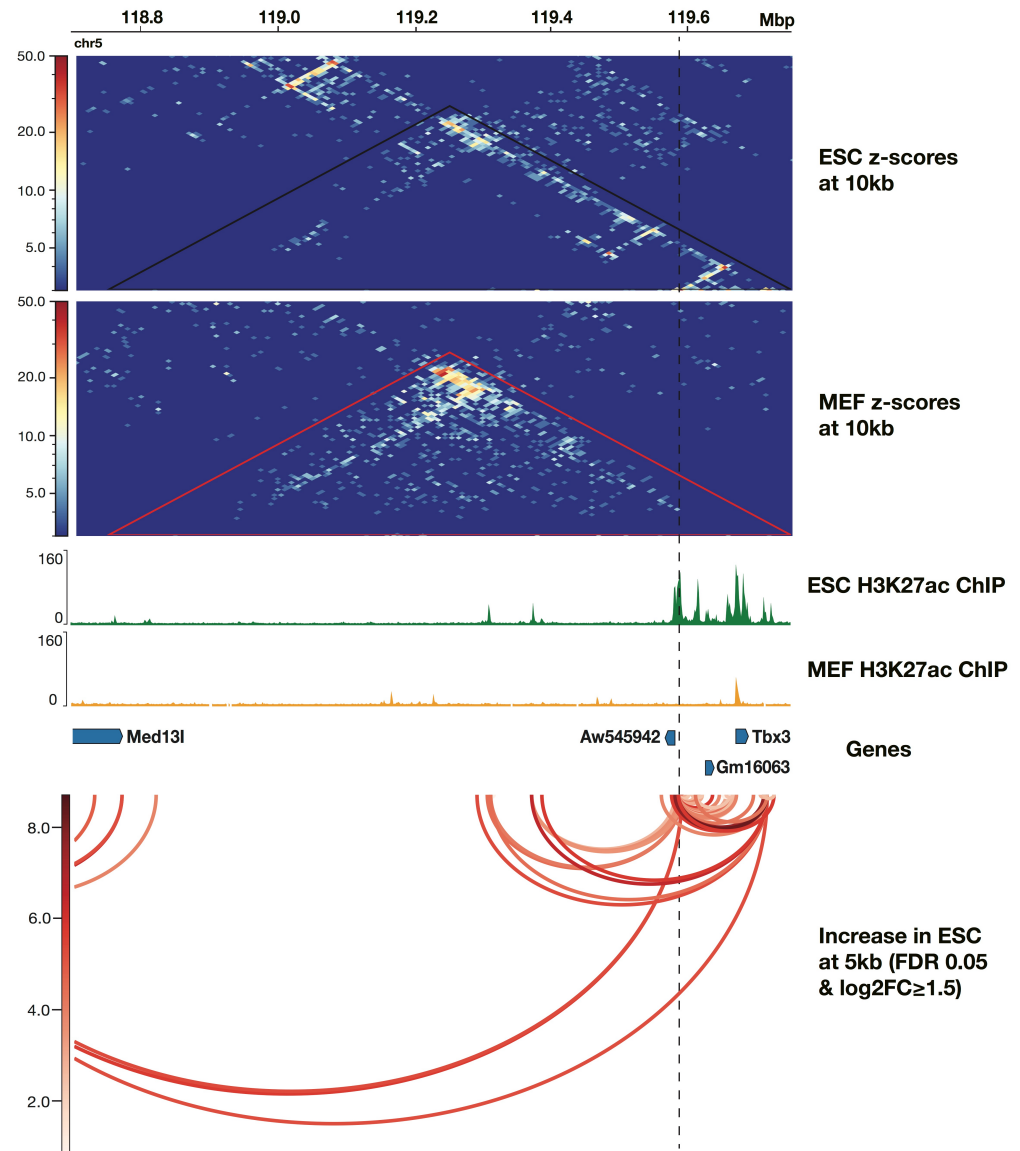 118.8 119.0 119.2 119.4 119.6 Mbp
chr5
50.0
20.0
10.0
5.0
ESC z-scores
at 10kb
50.0
20.0
10.0
5.0
MEF z-scores
at 10kb
160
0
ESC H3K27ac ChIP
160
0
MEF H3K27ac ChIP
Med13l Aw545942 Tbx3
Gm16063
Genes
8.0
6.0
4.0
2.0
Increase in ESC
at 5kb (FDR 0.05
& log2FC≥1.5)